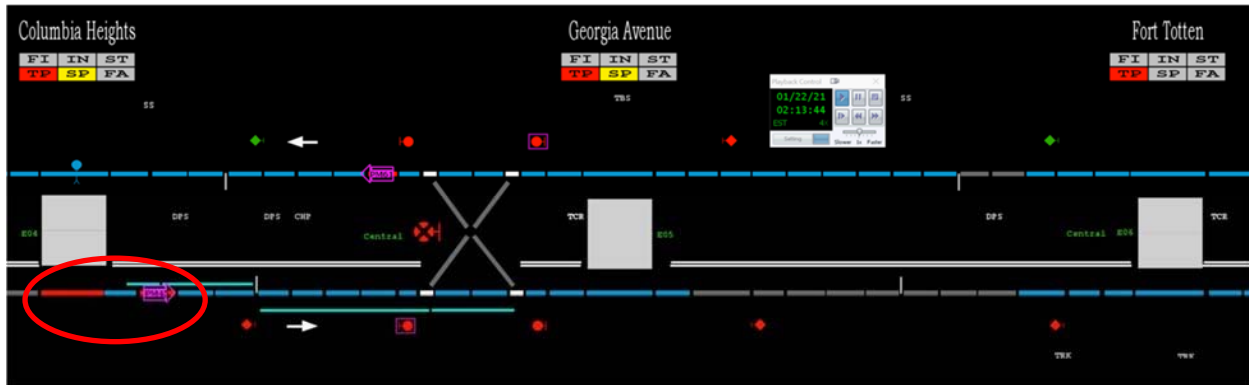 Columbia Heights
Georgia Avenue
Fort Totten
FI IN ST
TP SP FA
FI IN ST
TP SP FA
FI IN ST
TP SP FA
Playback Control
01/22/21
02:13:44
EST
Setting
Slower 1x Faster
SS
TBS
SS
DPS
DPS CHP
TCR
DPS
TCR
E04
Central
E05
Central E06
TRK
TRK